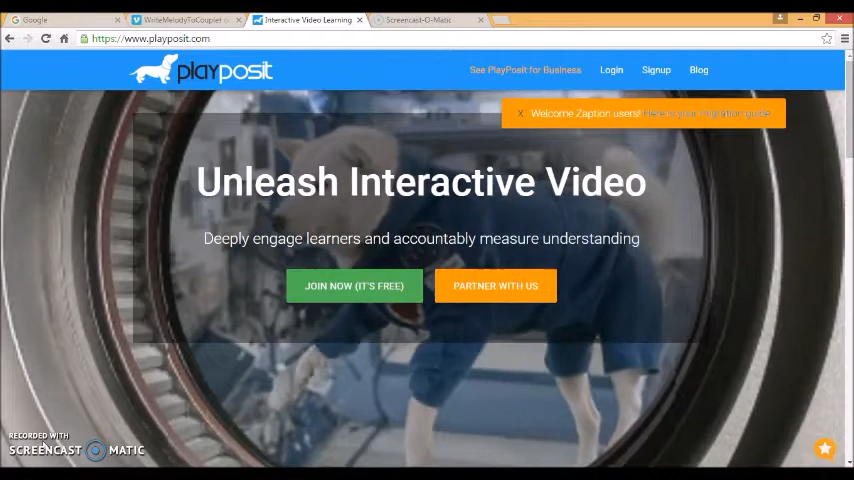 Google
WriteMelodyToCouplet o
Interactive Video Learning
Screencast-O-Matic
https://www.playposit.com
playposit
See PlayPosit for Business
Login
Signup
Blog
X Welcome Zaption users! Here is your migration guide
Unleash Interactive Video
Deeply engage learners and accountably measure understanding
JOIN NOW (IT'S FREE)
PARTNER WITH US
RECORDED WITH
SCREENCAST MATIC